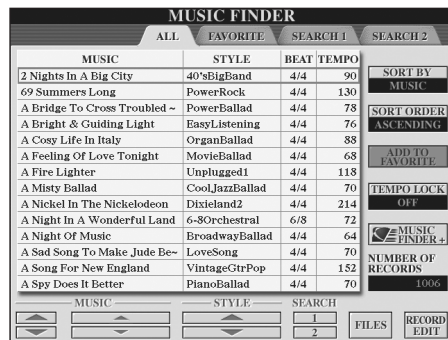 MUSIC FINDER
ALL FAVORITE SEARCH 1 SEARCH 2
MUSIC STYLE BEAT TEMPO
2 Nights In A Big City 40'sBigBand 4/4 90
69 Summers Long PowerRock 4/4 130
A Bridge To Cross Troubled ~ PowerBallad 4/4 78
A Bright & Guiding Light EasyListening 4/4 76
A Cosy Life In Italy OrganBallad 4/4 88
A Feeling Of Love Tonight MovieBallad 4/4 68
A Fire Lighter Unplugged1 4/4 118
A Misty Ballad CoolJazzBallad 4/4 70
A Nickel In The Nickelodeon Dixieland2 4/4 214
A Night In A Wonderful Land 6-8Orchestral 6/8 72
A Night Of Music BroadwayBallad 4/4 64
A Sad Song To Make Jude Be~ LoveSong 4/4 70
A Song For New England VintageGtrPop 4/4 152
A Spy Does It Better PianoBallad 4/4 70
SORT BY
MUSIC
SORT ORDER
ASCENDING
ADD TO
FAVORITE
TEMPO LOCK
OFF
MUSIC
FINDER+
NUMBER OF
RECORDS
1006
MUSIC STYLE SEARCH
1
2
FILES
RECORD
EDIT